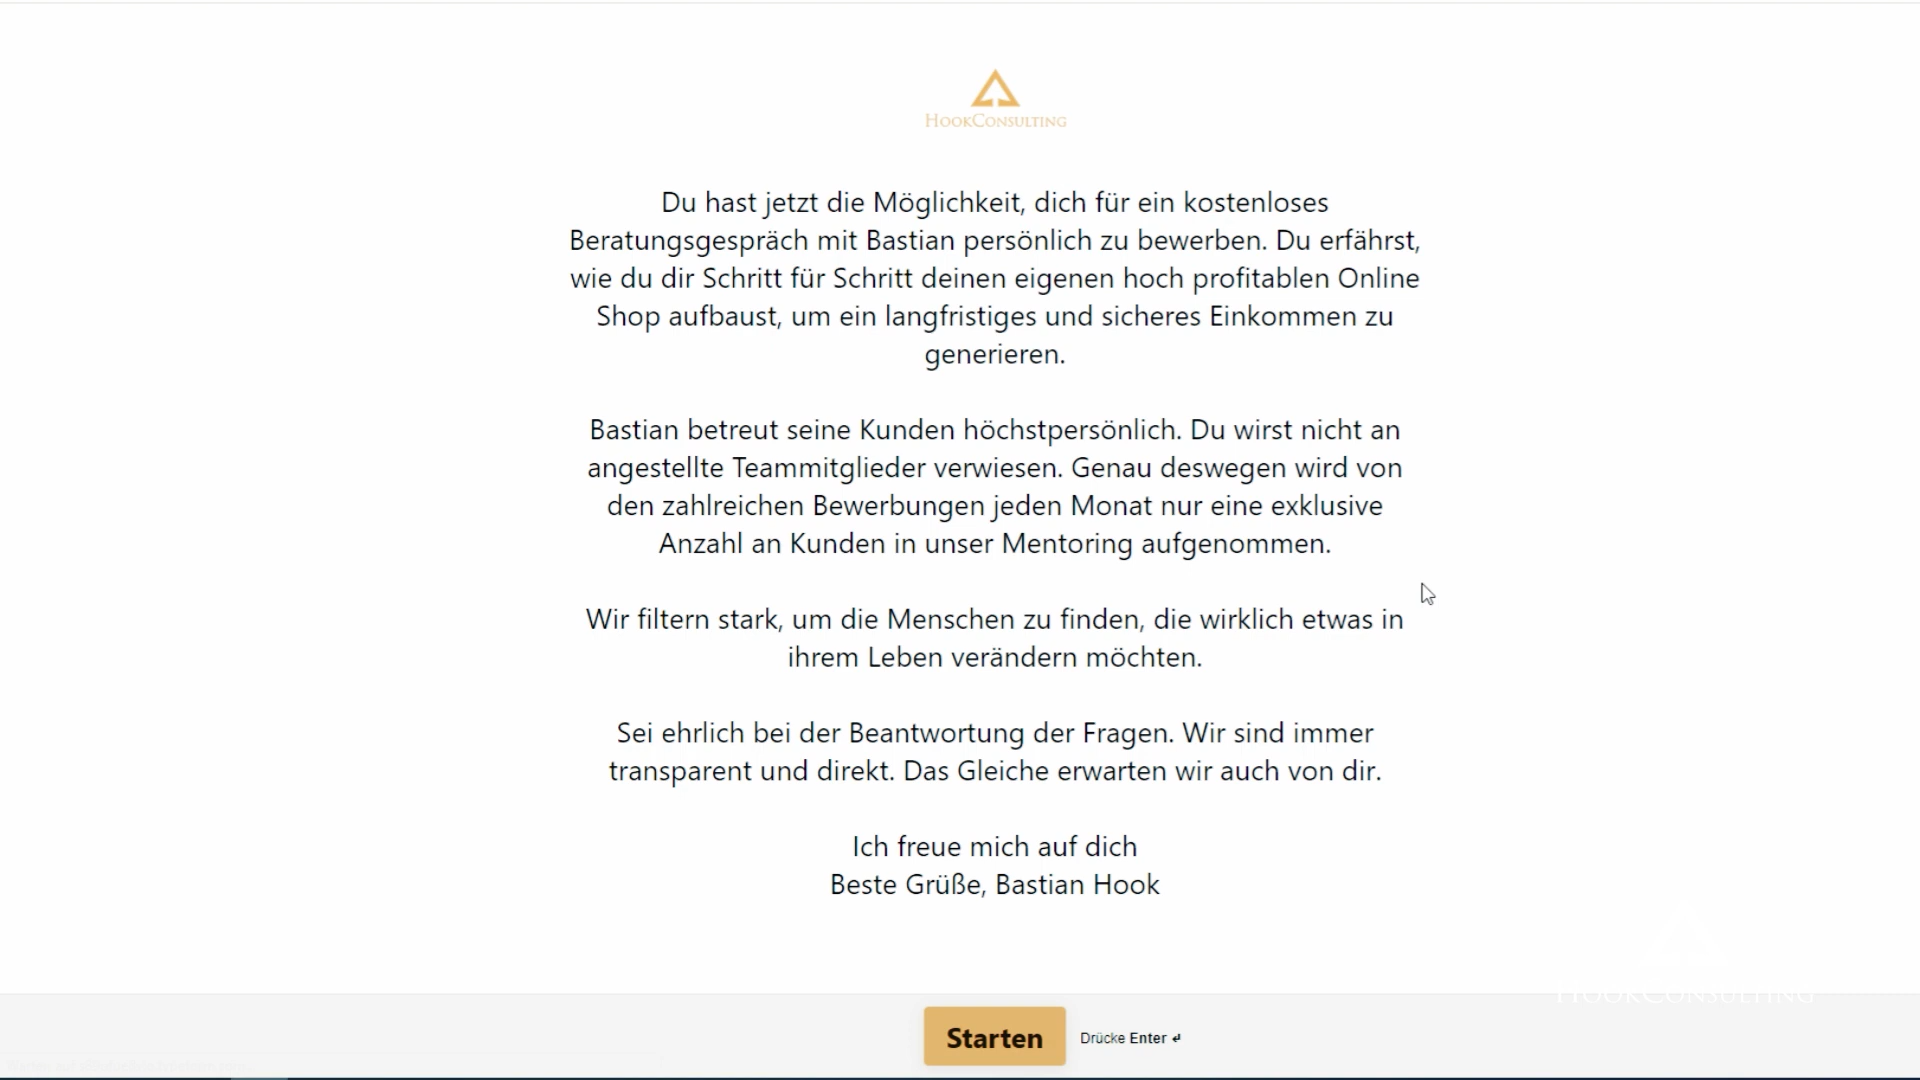 HookConsulting
Du hast jetzt die Möglichkeit, dich für ein kostenloses
Beratungsgespräch mit Bastian persönlich zu bewerben. Du erfährst,
wie du dir Schritt für Schritt deinen eigenen hoch profitablen Online
Shop aufbaust, um ein langfristiges und sicheres Einkommen zu
generieren.
Bastian betreut seine Kunden höchstpersönlich. Du wirst nicht an
angestellte Teammitglieder verwiesen. Genau deswegen wird von
den zahlreichen Bewerbungen jeden Monat nur eine exklusive
Anzahl an Kunden in unser Mentoring aufgenommen.
Wir filtern stark, um die Menschen zu finden, die wirklich etwas in
ihrem Leben verändern möchten.
Sei ehrlich bei der Beantwortung der Fragen. Wir sind immer
transparent und direkt. Das Gleiche erwarten wir auch von dir.
Ich freue mich auf dich
Beste Grüße, Bastian Hook
HookConsulting
Starten Drücke Enter ↵